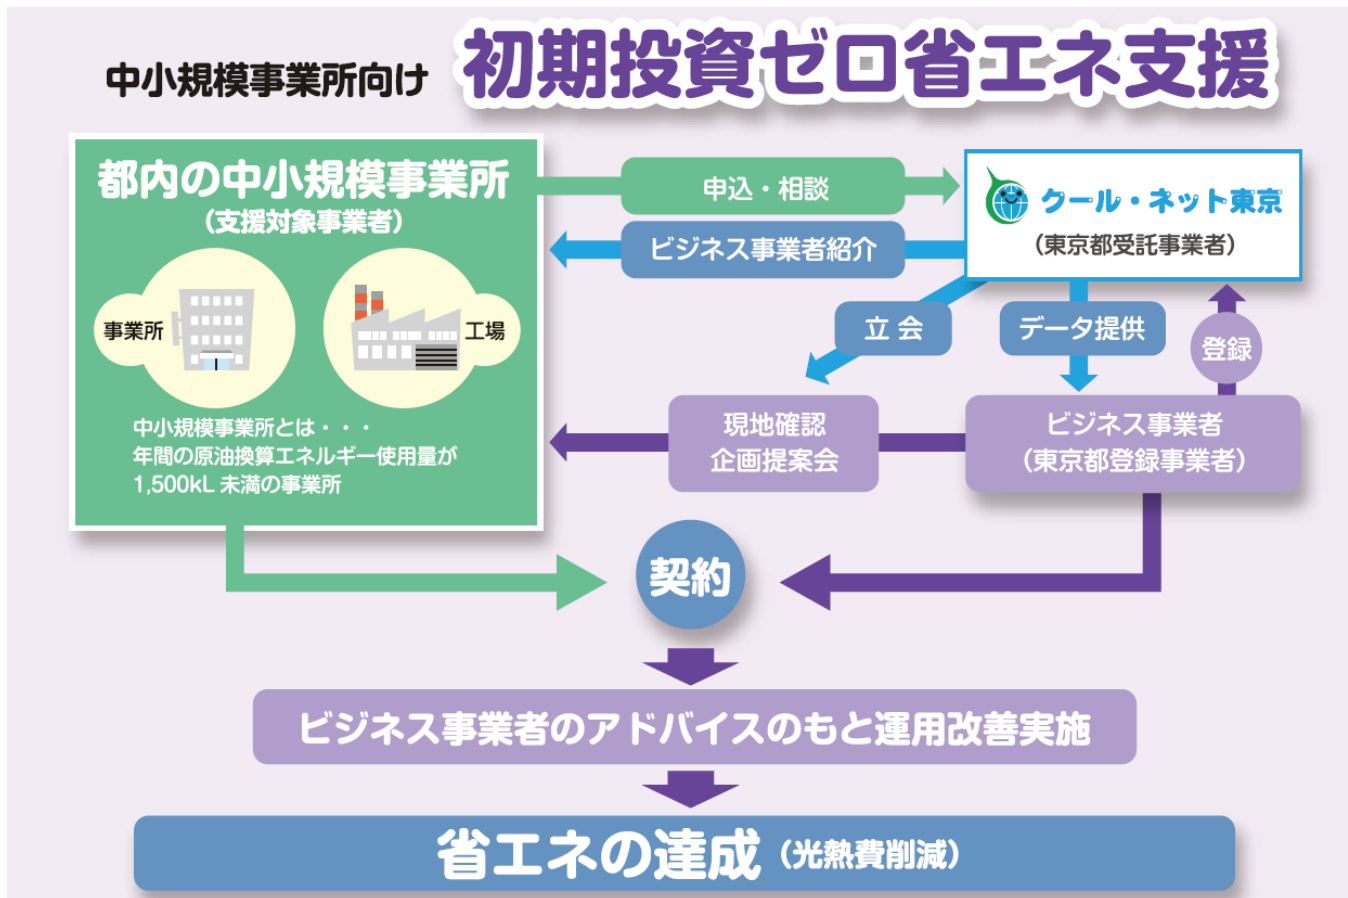 中小規模事業所向け 初期投資ゼロ省エネ支援
都内の中小規模事業所
（支援対象事業者）
事業所
工場
中小規模事業所とは・・・
年間の原油換算エネルギー使用量が
1,500kL 未満の事業所
申込・相談
ビジネス事業者紹介
クール・ネット東京
（東京都受託事業者）
立会
データ提供
登録
現地確認
企画提案会
ビジネス事業者
（東京都登録事業者）
契約
ビジネス事業者のアドバイスのもと運用改善実施
省エネの達成（光熱費削減）